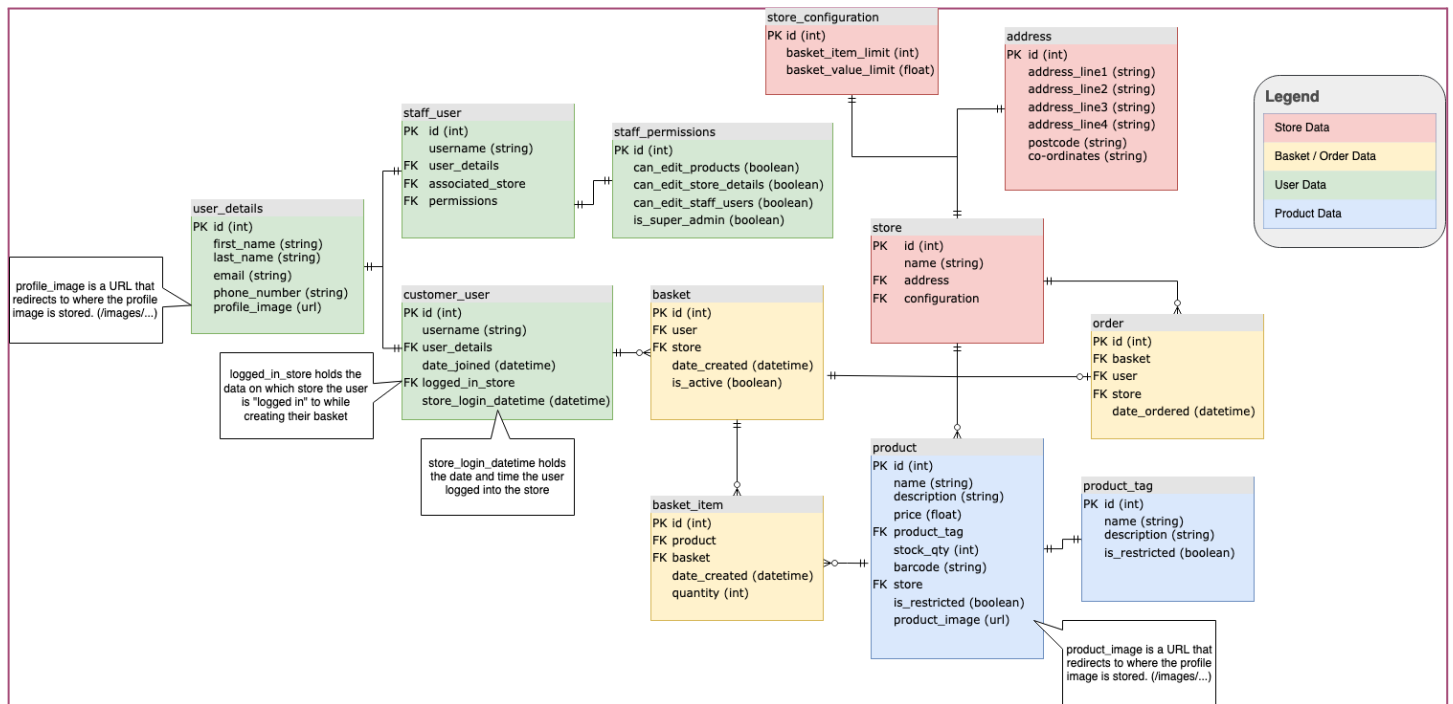 store_configuration
PK id (int)
basket_item_limit (int)
basket_value_limit (float)
address
PK id (int)
address_line1 (string)
address_line2 (string)
address_line3 (string)
address_line4 (string)
postcode (string)
co-ordinates (string)
Legend
Store Data
Basket / Order Data
User Data
Product Data
staff_user
PK id (int)
username (string)
FK user_details
FK associated_store
FK permissions
staff_permissions
PK id (int)
can_edit_products (boolean)
can_edit_store_details (boolean)
can_edit_staff_users (boolean)
is_super_admin (boolean)
user_details
PK id (int)
first_name (string)
last_name (string)
email (string)
phone_number (string)
profile_image (url)
profile_image is a URL that
redirects to where the profile
image is stored. (/images/...)
store
PK id (int)
name (string)
FK address
FK configuration
customer_user
PK id (int)
username (string)
FK user_details
date_joined (datetime)
FK logged_in_store
store_login_datetime (datetime)
logged_in_store holds the
data on which store the user
is "logged in" to while
creating their basket
store_login_datetime holds
the date and time the user
logged into the store
basket
PK id (int)
FK user
FK store
date_created (datetime)
is_active (boolean)
order
PK id (int)
FK basket
FK user
FK store
date_ordered (datetime)
basket_item
PK id (int)
FK product
FK basket
date_created (datetime)
quantity (int)
product
PK id (int)
name (string)
description (string)
price (float)
FK product_tag
stock_qty (int)
barcode (string)
FK store
is_restricted (boolean)
product_image (url)
product_tag
PK id (int)
name (string)
description (string)
is_restricted (boolean)
product_image is a URL that
redirects to where the profile
image is stored. (/images/...)